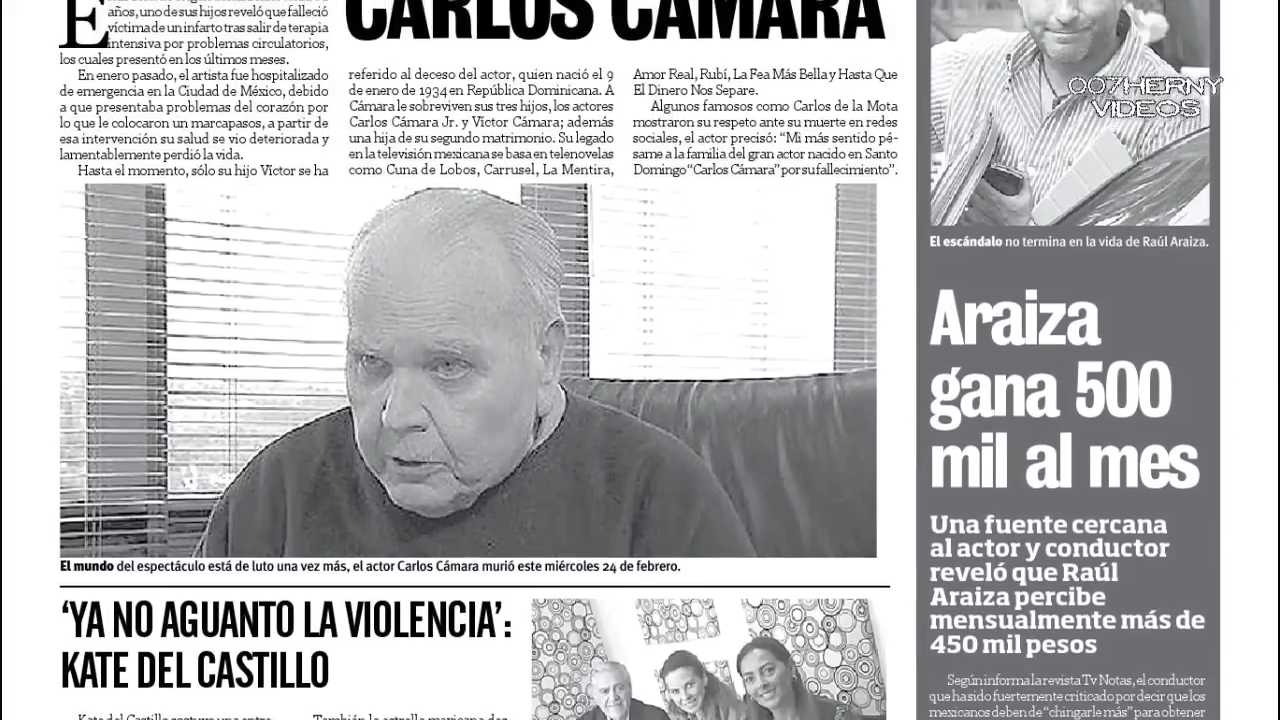 CARLOS CÁMARA
E
años, uno de sus hijos reveló que falleció
víctima de un infarto tras salir de terapia
intensiva por problemas circulatorios,
los cuales presentó en los últimos meses.
En enero pasado, el artista fue hospitalizado
de emergencia en la Ciudad de México, debido
a que presentaba problemas del corazón por
lo que le colocaron un marcapasos, a partir de
esa intervención su salud se vio deteriorada y
lamentablemente perdió la vida.
Hasta el momento, sólo su hijo Víctor se ha
referido al deceso del actor, quien nació el 9
de enero de 1934 en República Dominicana. A
Cámara le sobreviven sus tres hijos, los actores
Carlos Cámara Jr. y Víctor Cámara; además
una hija de su segundo matrimonio. Su legado
en la televisión mexicana se basa en telenovelas
como Cuna de Lobos, Carrusel, La Mentira,
Amor Real, Rubí, La Fea Más Bella y Hasta Que
El Dinero Nos Separe.
Algunos famosos como Carlos de la Mota
mostraron su respeto ante su muerte en redes
sociales, el actor precisó: “Mi más sentido pé-
same a la familia del gran actor nacido en Santo
Domingo “Carlos Cámara” por su fallecimiento”.
El mundo del espectáculo está de luto una vez más, el actor Carlos Cámara murió este miércoles 24 de febrero.
‘YA NO AGUANTO LA VIOLENCIA’:
KATE DEL CASTILLO
Kate del Castillo sostuvo una entre
También la estrella mexicana des
007HERNY
VIDEOS
El escándalo no termina en la vida de Raúl Araiza.
Araiza
gana 500
mil al mes
Una fuente cercana
al actor y conductor
reveló que Raúl
Araiza percibe
mensualmente más de
450 mil pesos
Según informa la revista Tv Notas, el conductor
que ha sido fuertemente criticado por decir que los
mexicanos deben de “chingarle más” para obtener